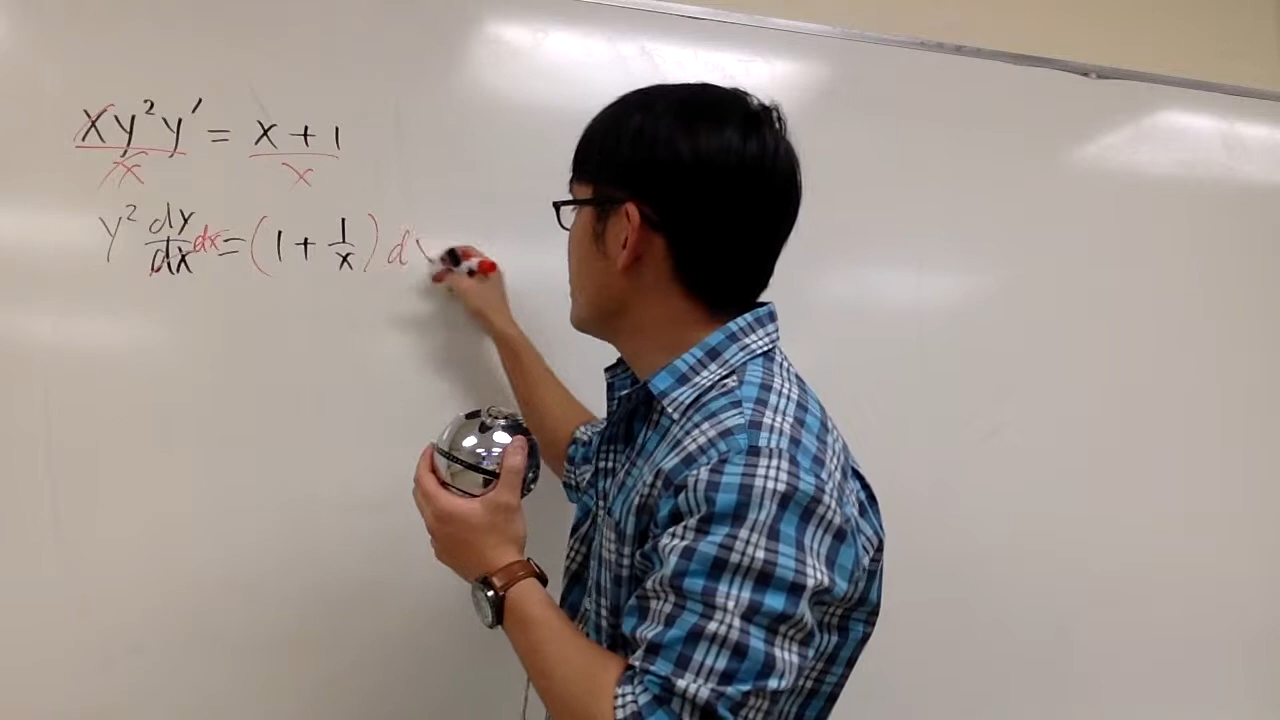 xy²y' = x + 1
x x
y² dy/dx dx = (1 + 1/x) d